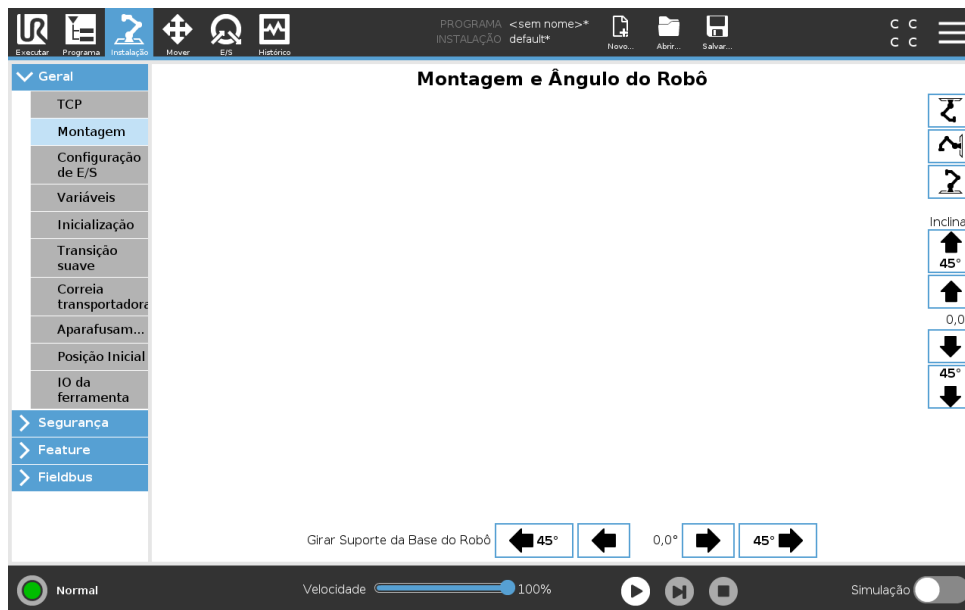 PROGRAMA <sem nome>*
INSTALAÇÃO default*
Executar Programa Instalação Mover E/S Histórico Novo... Abrir... Salvar...
C C
C C
Geral
TCP
Montagem
Configuração
de E/S
Variáveis
Inicialização
Transição
suave
Correia
transportadora
Aparafusam...
Posição Inicial
IO da
ferramenta
Segurança
Feature
Fieldbus
Montagem e Ângulo do Robô
Inclina
45°
0,0
45°
Girar Suporte da Base do Robô 45° 0,0° 45°
Normal
Velocidade 100%
Simulação